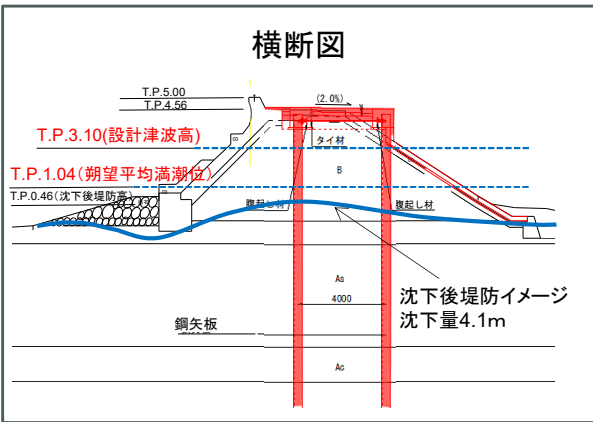 横断図
T.P.5.00
T.P.4.56
(2.0%)
T.P.3.10(設計津波高)
タイ材
B
T.P.1.04(朔望平均満潮位)
T.P.0.46(沈下後堤防高)
腹起し材
腹起し材
As
4000
沈下後堤防イメージ
沈下量4.1m
鋼矢板
Ac